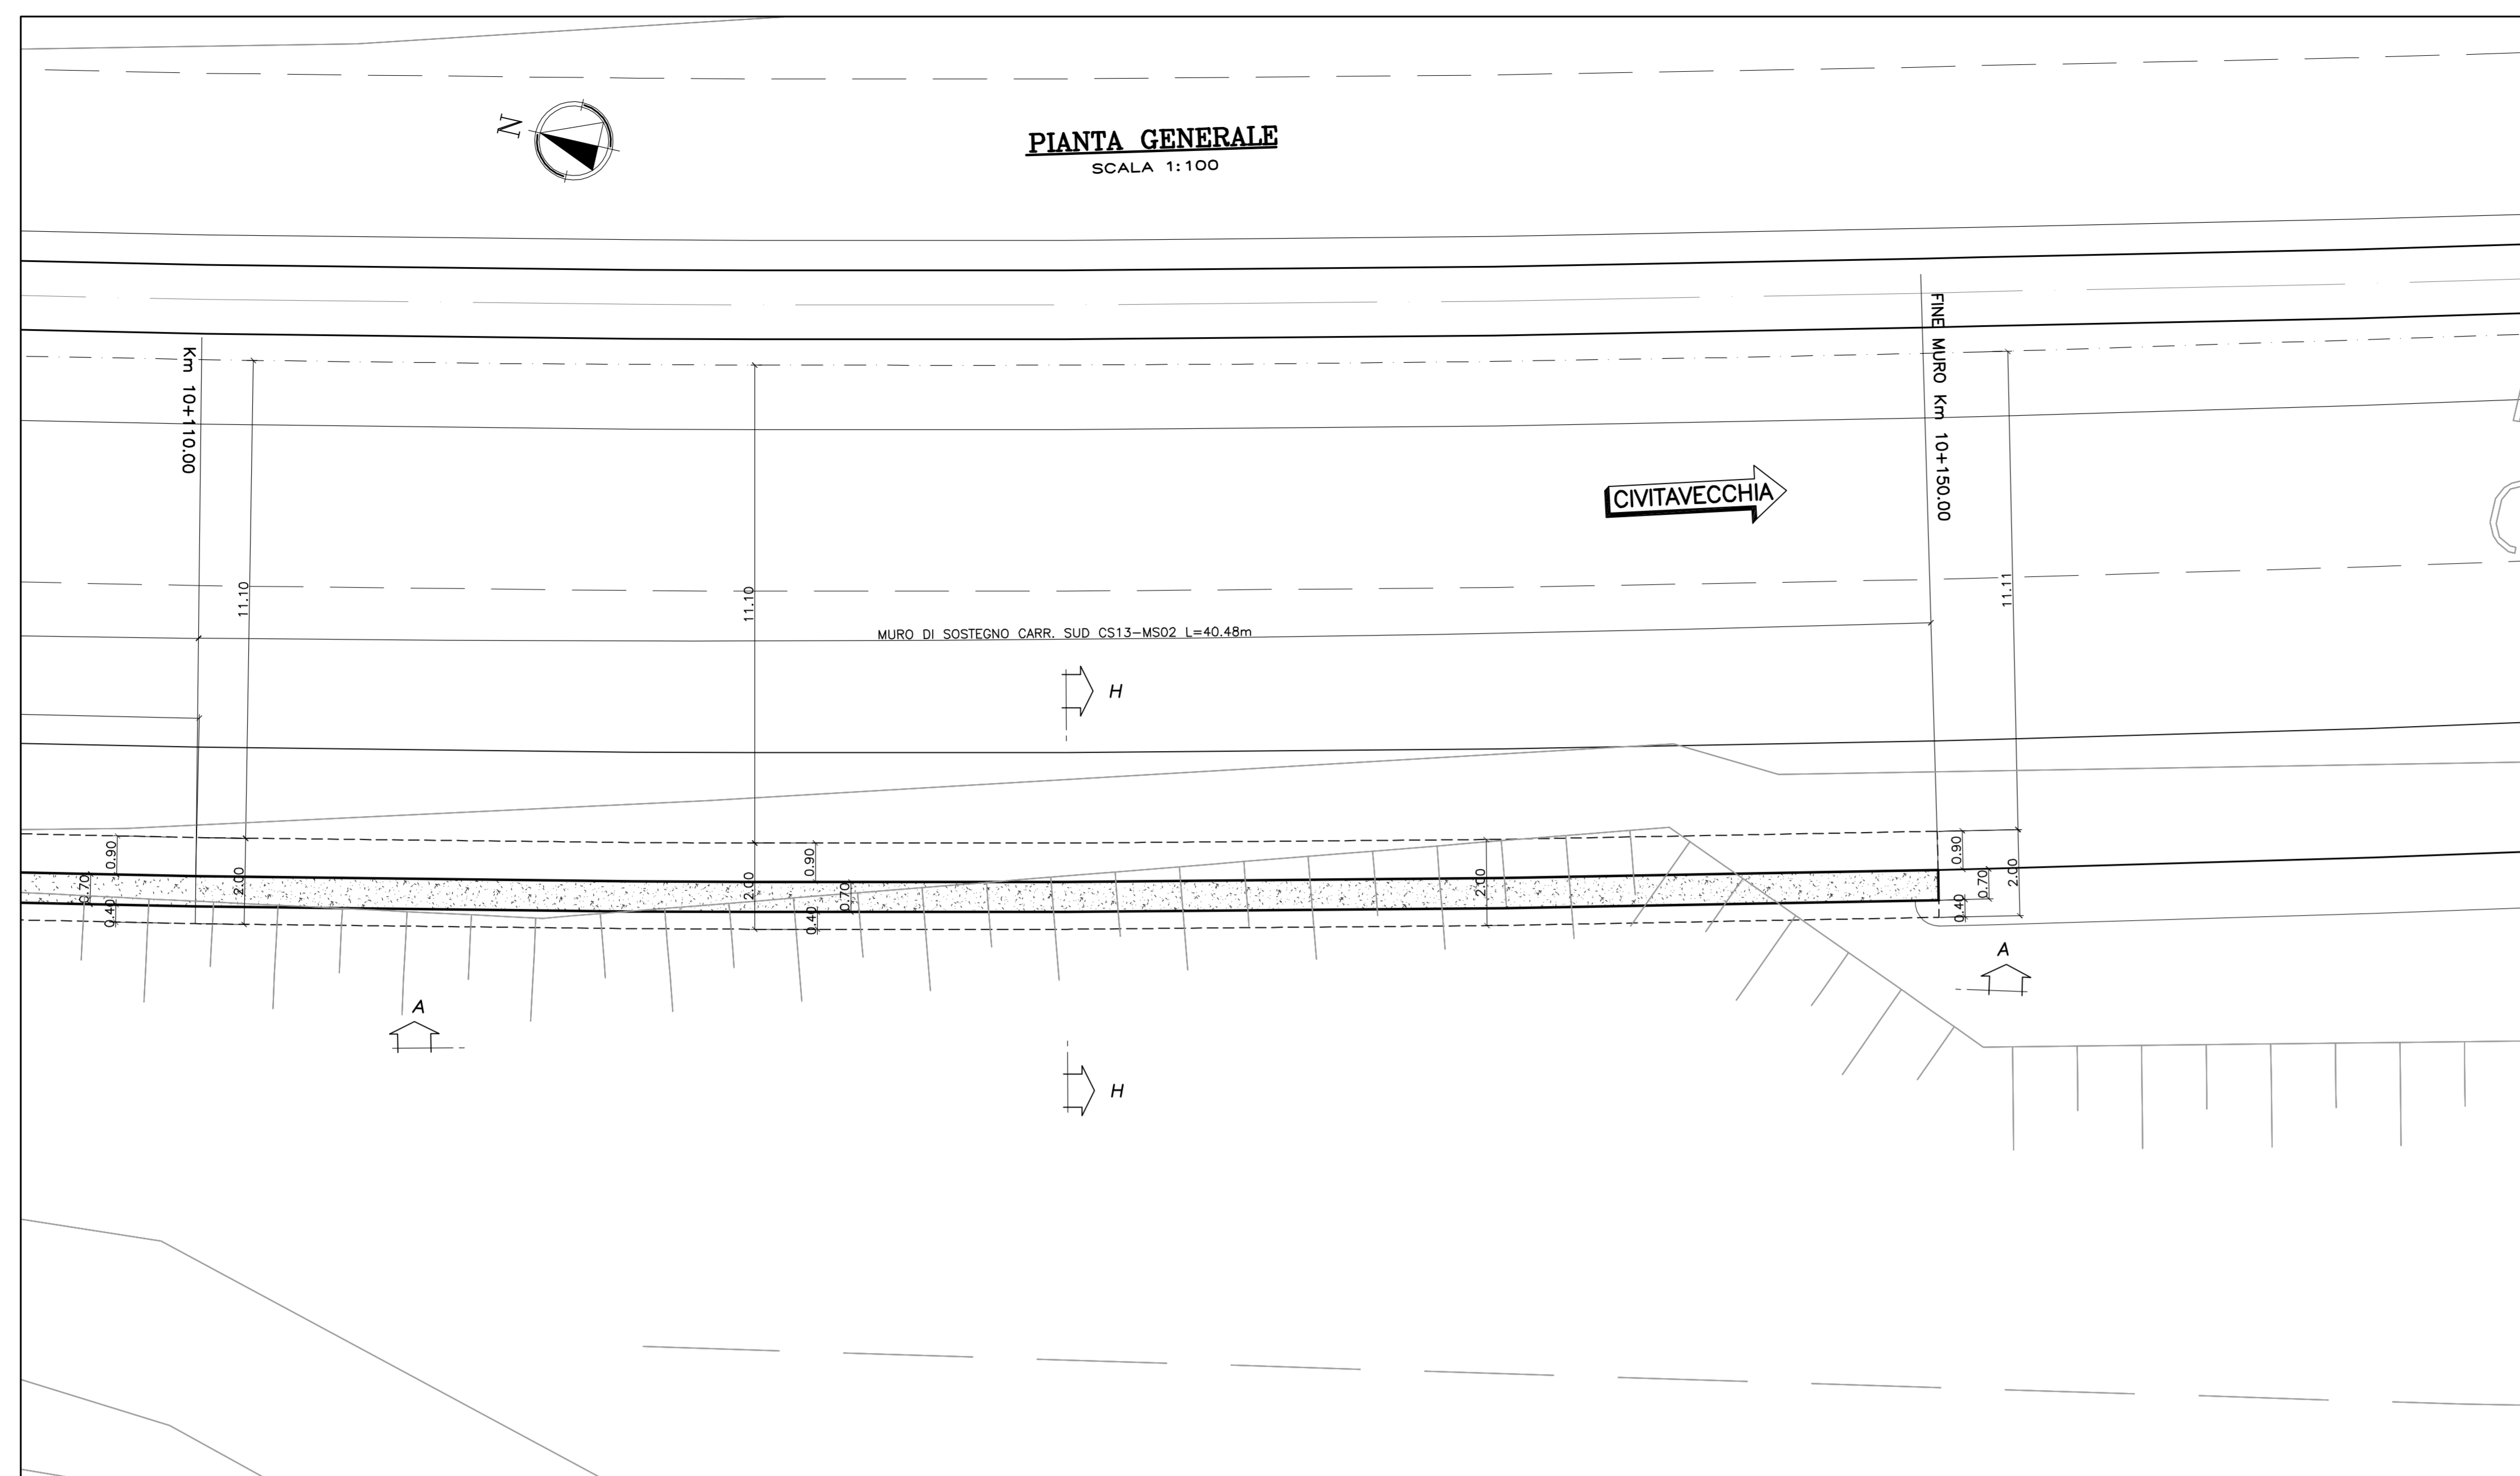 N
PIANTA GENERALE
SCALA 1:100
Km 10+110.00
FINE MURO Km 10+150.00
CIVITAVECCHIA
11.10
11.10
11.11
MURO DI SOSTEGNO CARR. SUD CS13-MS02 L=40.48m
H
0.90
0.70
0.40
2.00
2.00
0.90
0.70
0.40
2.00
0.90
0.70
0.40
2.00
A
A
H